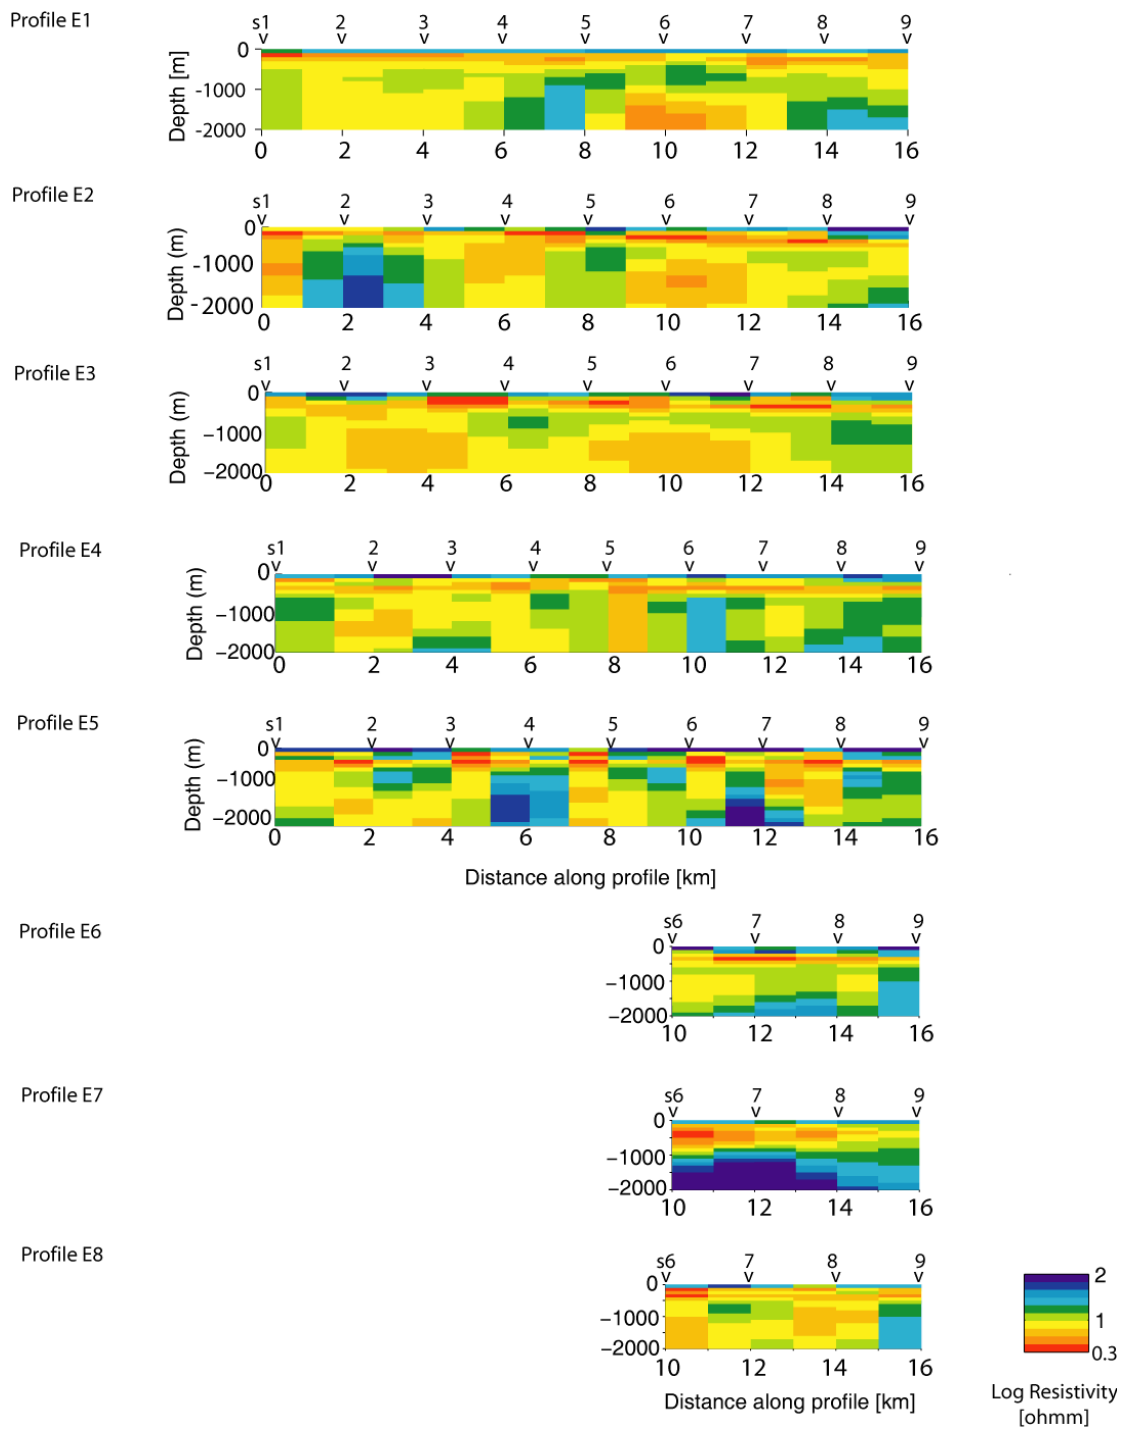 Profile E1
s1 2 3 4 5 6 7 8 9
v v v v v v v v v
0
-1000
-2000
Depth [m]
0 2 4 6 8 10 12 14 16
Profile E2
s1 2 3 4 5 6 7 8 9
v v v v v v v v v
0
-1000
-2000
Depth (m)
0 2 4 6 8 10 12 14 16
Profile E3
s1 2 3 4 5 6 7 8 9
v v v v v v v v v
0
−1000
−2000
Depth (m)
0 2 4 6 8 10 12 14 16
Profile E4
s1 2 3 4 5 6 7 8 9
v v v v v v v v v
0
−1000
−2000
Depth (m)
0 2 4 6 8 10 12 14 16
Profile E5
s1 2 3 4 5 6 7 8 9
v v v v v v v v v
0
−1000
−2000
Depth (m)
0 2 4 6 8 10 12 14 16
Distance along profile [km]
Profile E6
s6 7 8 9
v v v v
0
−1000
−2000
10 12 14 16
Profile E7
s6 7 8 9
v v v v
0
−1000
−2000
10 12 14 16
Profile E8
s6 7 8 9
v v v v
0
−1000
−2000
10 12 14 16
Distance along profile [km]
2
1
0.3
Log Resistivity
[ohmm]